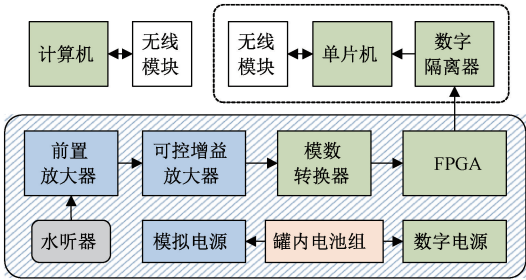 计算机
无线
模块
无线
模块
单片机
数字
隔离器
前置
放大器
可控增益
放大器
模数
转换器
FPGA
水听器
模拟电源
罐内电池组
数字电源